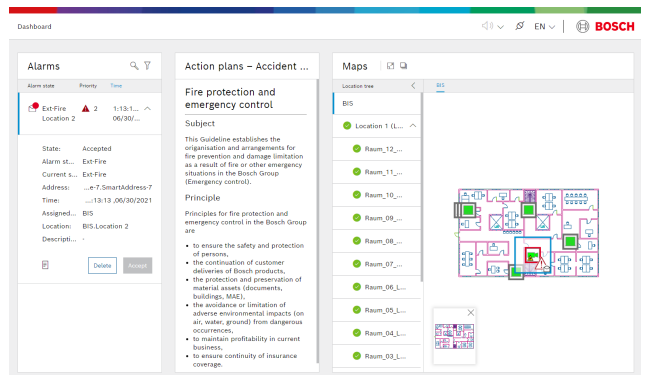 Dashboard
EN
BOSCH
Alarms
Alarm state Priority Time
Ext-Fire 2 1:13:1...
Location 2 06/30/...
State: Accepted
Alarm st... Ext-Fire
Current s... Ext-Fire
Address: ...e-7.SmartAddress-7
Time: ...:13:13 ,06/30/2021
Assigned... BIS
Location: BIS.Location 2
Descripti... -
Delete Accept
Action plans – Accident ...
Fire protection and
emergency control
Subject
This Guideline establishes the
organisation and arrangements for
fire prevention and damage limitation
as a result of fire or other emergency
situations in the Bosch Group
(Emergency control).
Principle
Principles for fire protection and
emergency control in the Bosch Group
are
• to ensure the safety and protection
of persons,
• the continuation of customer
deliveries of Bosch products,
• the protection and preservation of
material assets (documents,
buildings, MAE),
• the avoidance or limitation of
adverse environmental impacts (on
air, water, ground) from dangerous
occurrences,
• to maintain profitability in current
business,
• to ensure continuity of insurance
coverage.
Maps
Location tree
BIS
BIS
Location 1 (L...
Raum_12_...
Raum_11_...
Raum_10_...
Raum_09_...
Raum_08_...
Raum_07_...
Raum_06_L...
Raum_05_L...
Raum_04_L...
Raum_03_L...